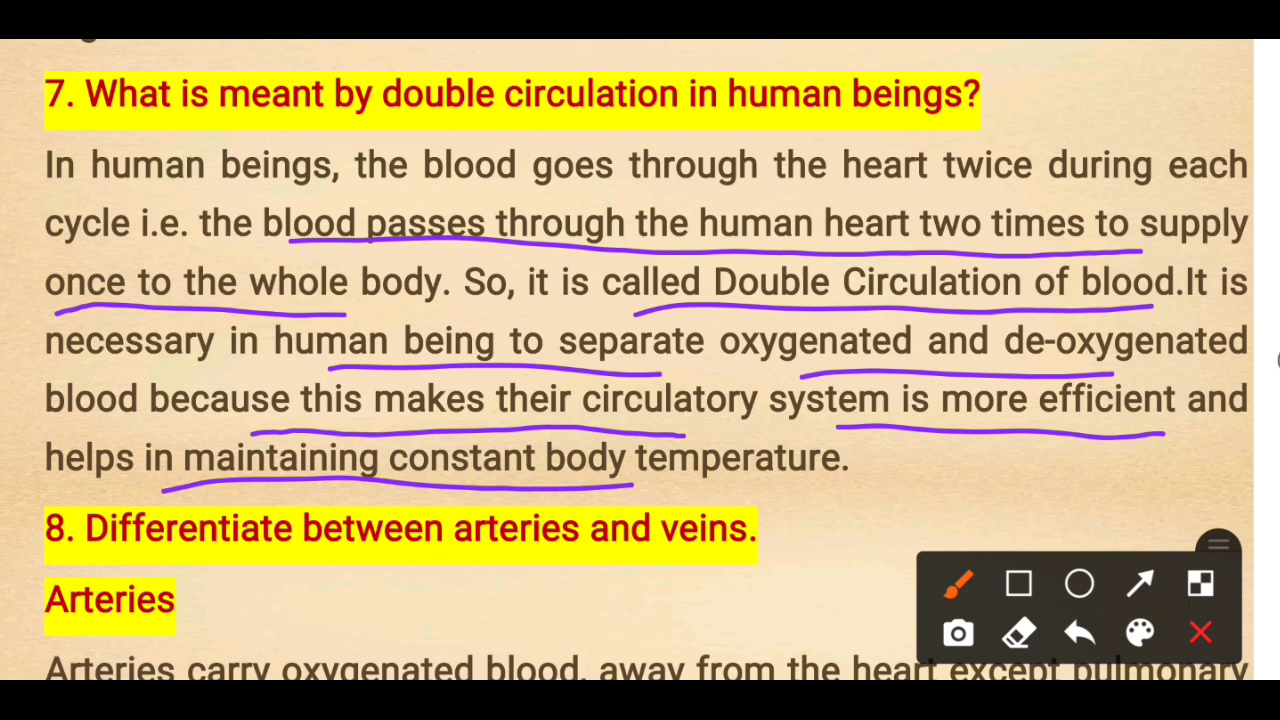 7. What is meant by double circulation in human beings?
In human beings, the blood goes through the heart twice during each
cycle i.e. the blood passes through the human heart two times to supply
once to the whole body. So, it is called Double Circulation of blood.It is
necessary in human being to separate oxygenated and de-oxygenated
blood because this makes their circulatory system is more efficient and
helps in maintaining constant body temperature.
8. Differentiate between arteries and veins.
Arteries
Arteries carry oxygenated blood, away from the heart except pulmonary